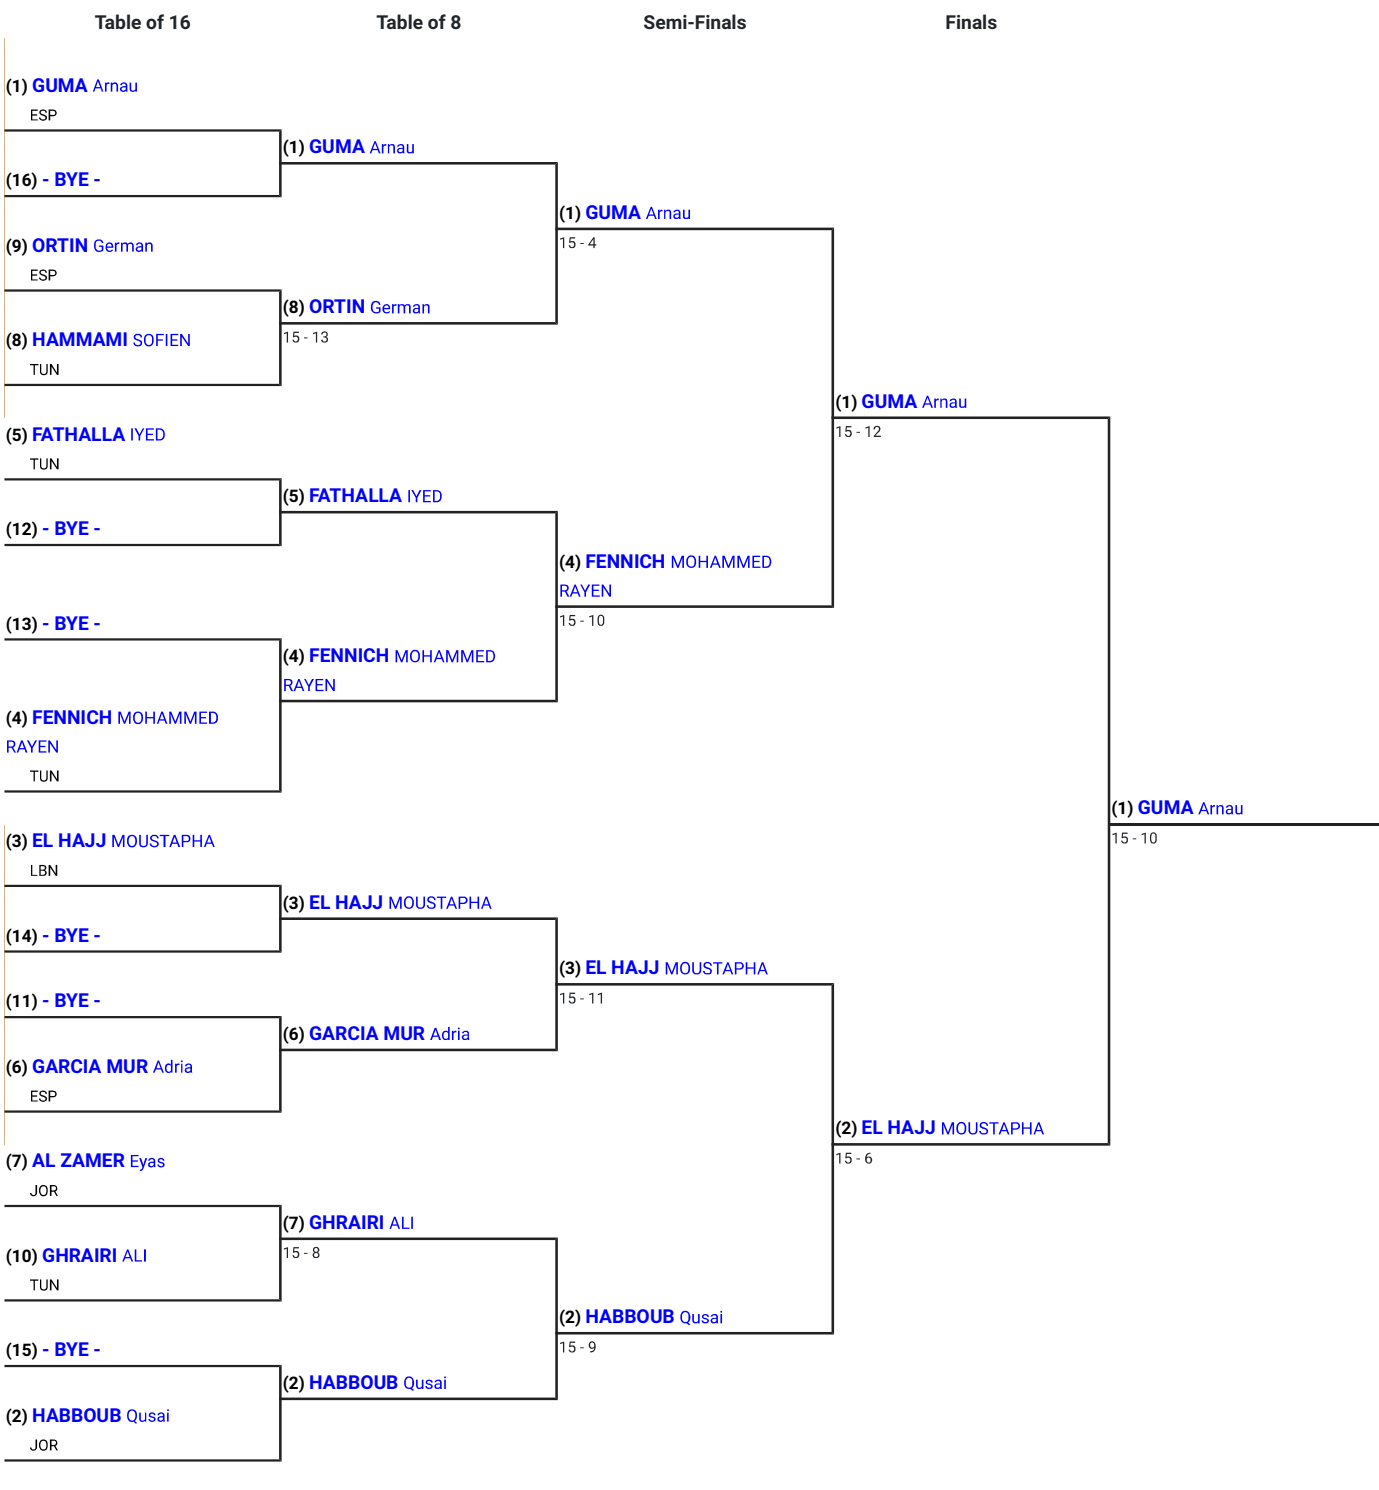 Table of 16
Table of 8
Semi-Finals
Finals
(1) GUMA Arnau
ESP
(1) GUMA Arnau
(16) - BYE -
(1) GUMA Arnau
15 - 4
(9) ORTIN German
ESP
(8) ORTIN German
15 - 13
(8) HAMMAMI SOFIEN
TUN
(1) GUMA Arnau
15 - 12
(5) FATHALLA IYED
TUN
(5) FATHALLA IYED
(12) - BYE -
(4) FENNICH MOHAMMED
RAYEN
15 - 10
(13) - BYE -
(4) FENNICH MOHAMMED
RAYEN
(4) FENNICH MOHAMMED
RAYEN
TUN
(1) GUMA Arnau
15 - 10
(3) EL HAJJ MOUSTAPHA
LBN
(3) EL HAJJ MOUSTAPHA
(14) - BYE -
(3) EL HAJJ MOUSTAPHA
15 - 11
(11) - BYE -
(6) GARCIA MUR Adria
(6) GARCIA MUR Adria
ESP
(2) EL HAJJ MOUSTAPHA
15 - 6
(7) AL ZAMER Eyas
JOR
(7) GHRAIRI ALI
15 - 8
(10) GHRAIRI ALI
TUN
(2) HABBOUB Qusai
15 - 9
(15) - BYE -
(2) HABBOUB Qusai
(2) HABBOUB Qusai
JOR